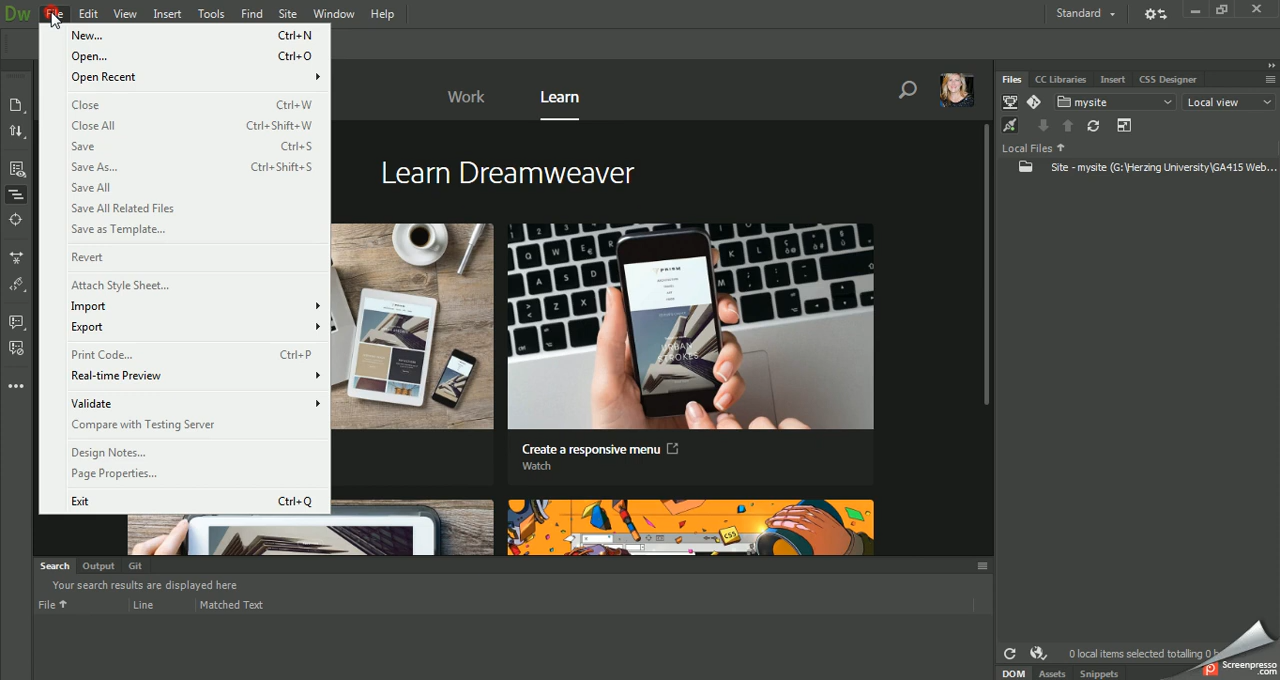 Dw File Edit View Insert Tools Find Site Window Help Standard
New... Ctrl+N
Open... Ctrl+O
Open Recent
Close Ctrl+W
Close All Ctrl+Shift+W
Save Ctrl+S
Save As... Ctrl+Shift+S
Save All
Save All Related Files
Save as Template...
Revert
Attach Style Sheet...
Import
Export
Print Code... Ctrl+P
Real-time Preview
Validate
Compare with Testing Server
Design Notes...
Page Properties...
Exit Ctrl+Q
Work Learn
Learn Dreamweaver
PRISM
URBAN
STROKES
Create a responsive menu
Watch
CSS
Files CC Libraries Insert CSS Designer
mysite Local view
Local Files
Site - mysite (G:\Herzing University\GA415 Web...
Search Output Git
Your search results are displayed here
File Line Matched Text
0 local items selected totalling 0
DOM Assets Snippets
Screenpresso
.com